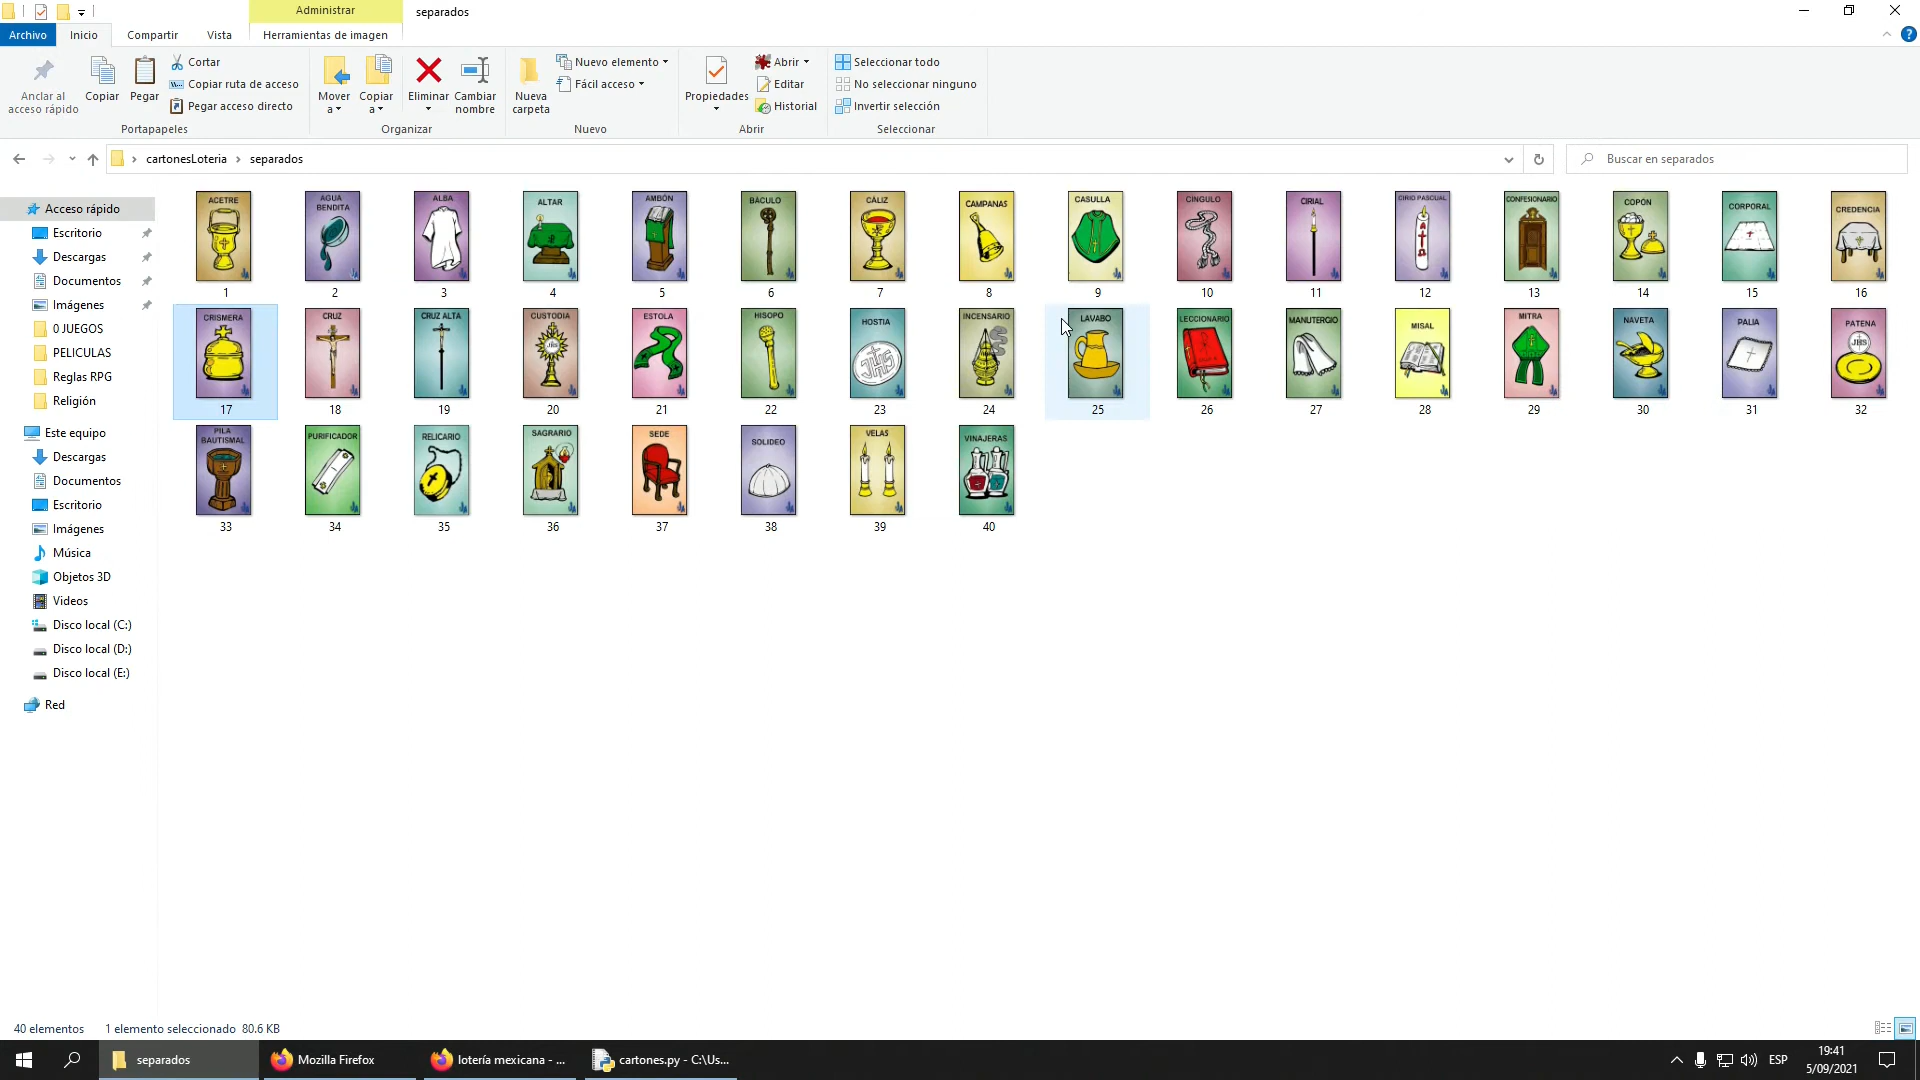 Administrar
separados
Archivo
Inicio
Compartir
Vista
Herramientas de imagen
?
Anclar al
acceso rápido
Copiar
Pegar
Cortar
Copiar ruta de acceso
Pegar acceso directo
Portapapeles
Mover
a
Copiar
a
Eliminar
Cambiar
nombre
Organizar
Nueva
carpeta
Nuevo elemento
Fácil acceso
Nuevo
Propiedades
Abrir
Editar
Historial
Abrir
Seleccionar todo
No seleccionar ninguno
Invertir selección
Seleccionar
cartonesLoteria
separados
Buscar en separados
Acceso rápido
Escritorio
Descargas
Documentos
Imágenes
0 JUEGOS
PELICULAS
Reglas RPG
Religión
Este equipo
Descargas
Documentos
Escritorio
Imágenes
Música
Objetos 3D
Videos
Disco local (C:)
Disco local (D:)
Disco local (E:)
Red
ACETRE
1
AGUA
BENDITA
2
ALBA
3
ALTAR
4
AMBÓN
5
BÁCULO
6
CÁLIZ
7
CAMPANAS
8
CASULLA
9
CÍNGULO
10
CIRIAL
11
CIRIO PASCUAL
12
CONFESIONARIO
13
COPÓN
14
CORPORAL
15
CREDENCIA
16
CRISMERA
17
CRUZ
18
CRUZ ALTA
19
CUSTODIA
JHS
20
ESTOLA
21
HISOPO
22
HOSTIA
JHS
23
INCENSARIO
24
LAVABO
25
LECCIONARIO
26
MANUTERGIO
27
MISAL
28
MITRA
29
NAVETA
30
PALIA
31
PATENA
JHS
32
PILA
BAUTISMAL
33
PURIFICADOR
34
RELICARIO
35
SAGRARIO
36
SEDE
37
SOLIDEO
38
VELAS
39
VINAJERAS
40
40 elementos
1 elemento seleccionado 80.6 KB
separados
Mozilla Firefox
lotería mexicana - ...
cartones.py - C:\Us...
ESP
19:41
5/09/2021